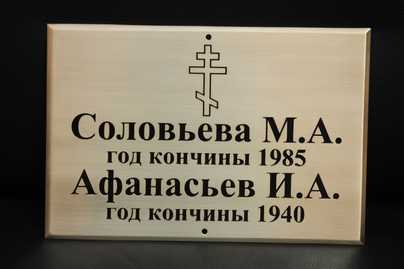 Соловьева М.А.
год кончины 1985
Афанасьев И.А.
год кончины 1940